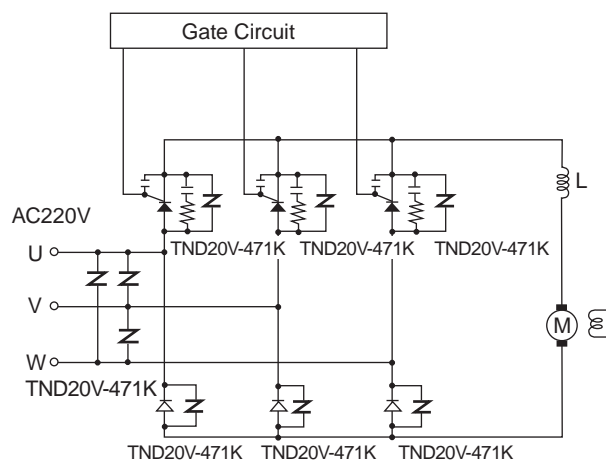 Gate Circuit
L
AC220V
TND20V-471K TND20V-471K TND20V-471K
U
V
M
W
TND20V-471K
TND20V-471K TND20V-471K TND20V-471K